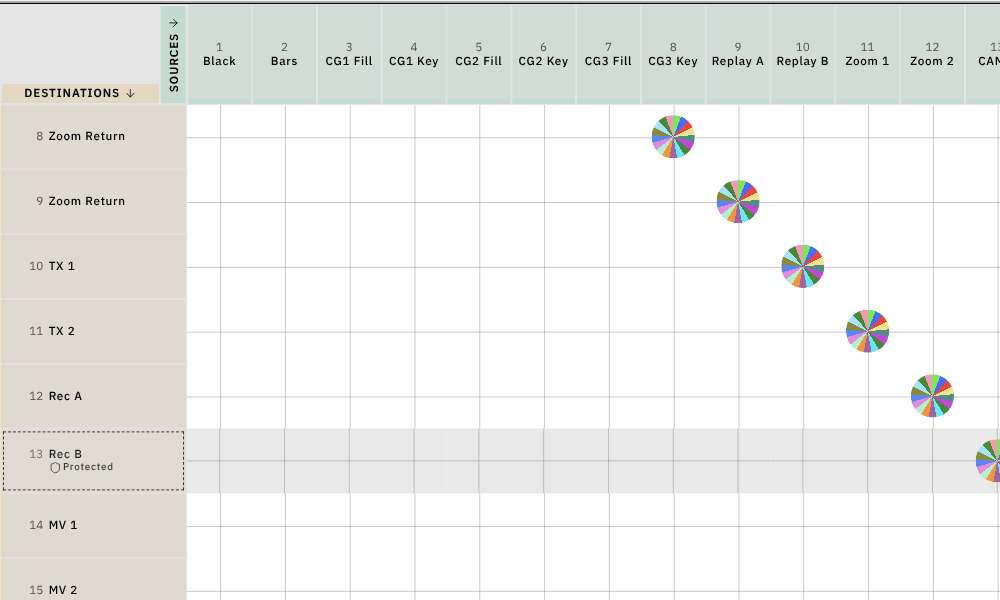 SOURCES →
1 Black
2 Bars
3 CG1 Fill
4 CG1 Key
5 CG2 Fill
6 CG2 Key
7 CG3 Fill
8 CG3 Key
9 Replay A
10 Replay B
11 Zoom 1
12 Zoom 2
13 CAM
DESTINATIONS ↓
8 Zoom Return
9 Zoom Return
10 TX 1
11 TX 2
12 Rec A
13 Rec B
Protected
14 MV 1
15 MV 2